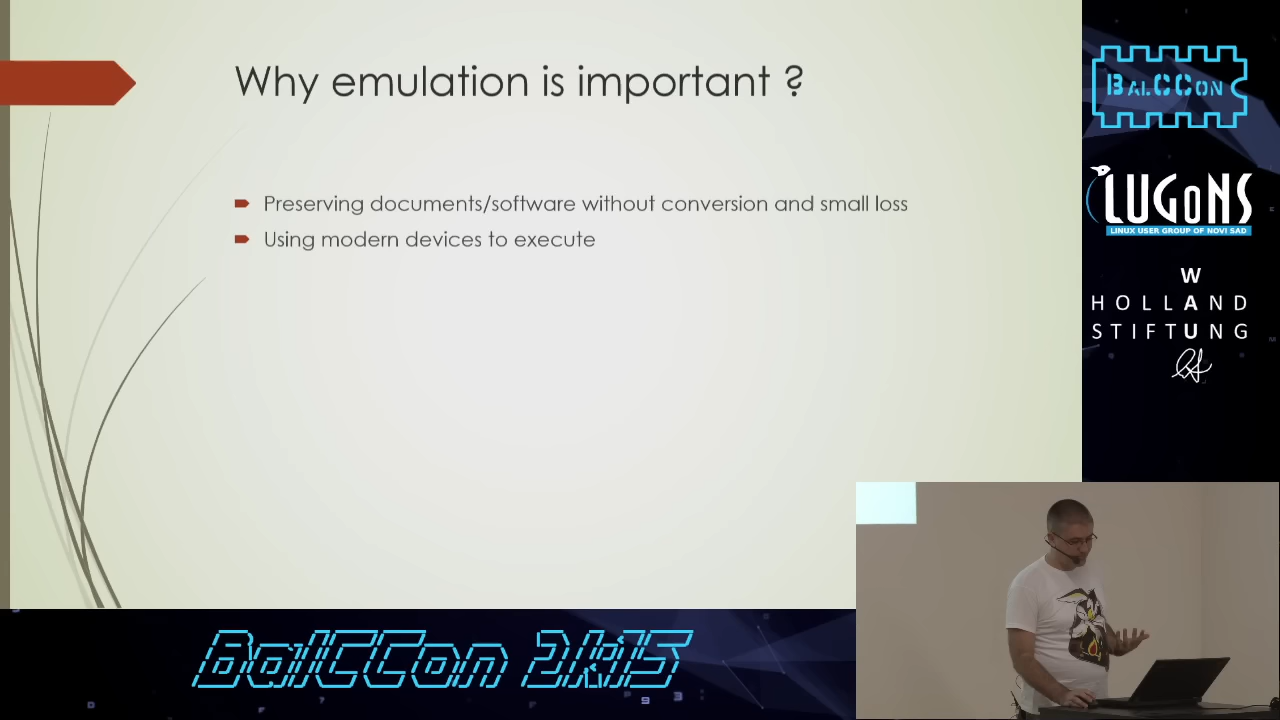 Why emulation is important ?
Preserving documents/software without conversion and small loss
Using modern devices to execute
BALCCON
LUGoNS
LINUX USER GROUP OF NOVI SAD
W
HOLLAND
STIFTUNG
BalCCon 2k15